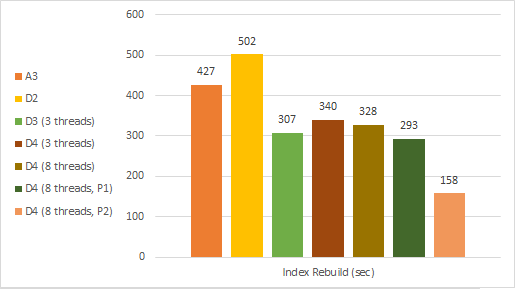 600
500
400
300
200
100
0
427
502
307
340
328
293
158
Index Rebuild (sec)
A3
D2
D3 (3 threads)
D4 (3 threads)
D4 (8 threads)
D4 (8 threads, P1)
D4 (8 threads, P2)